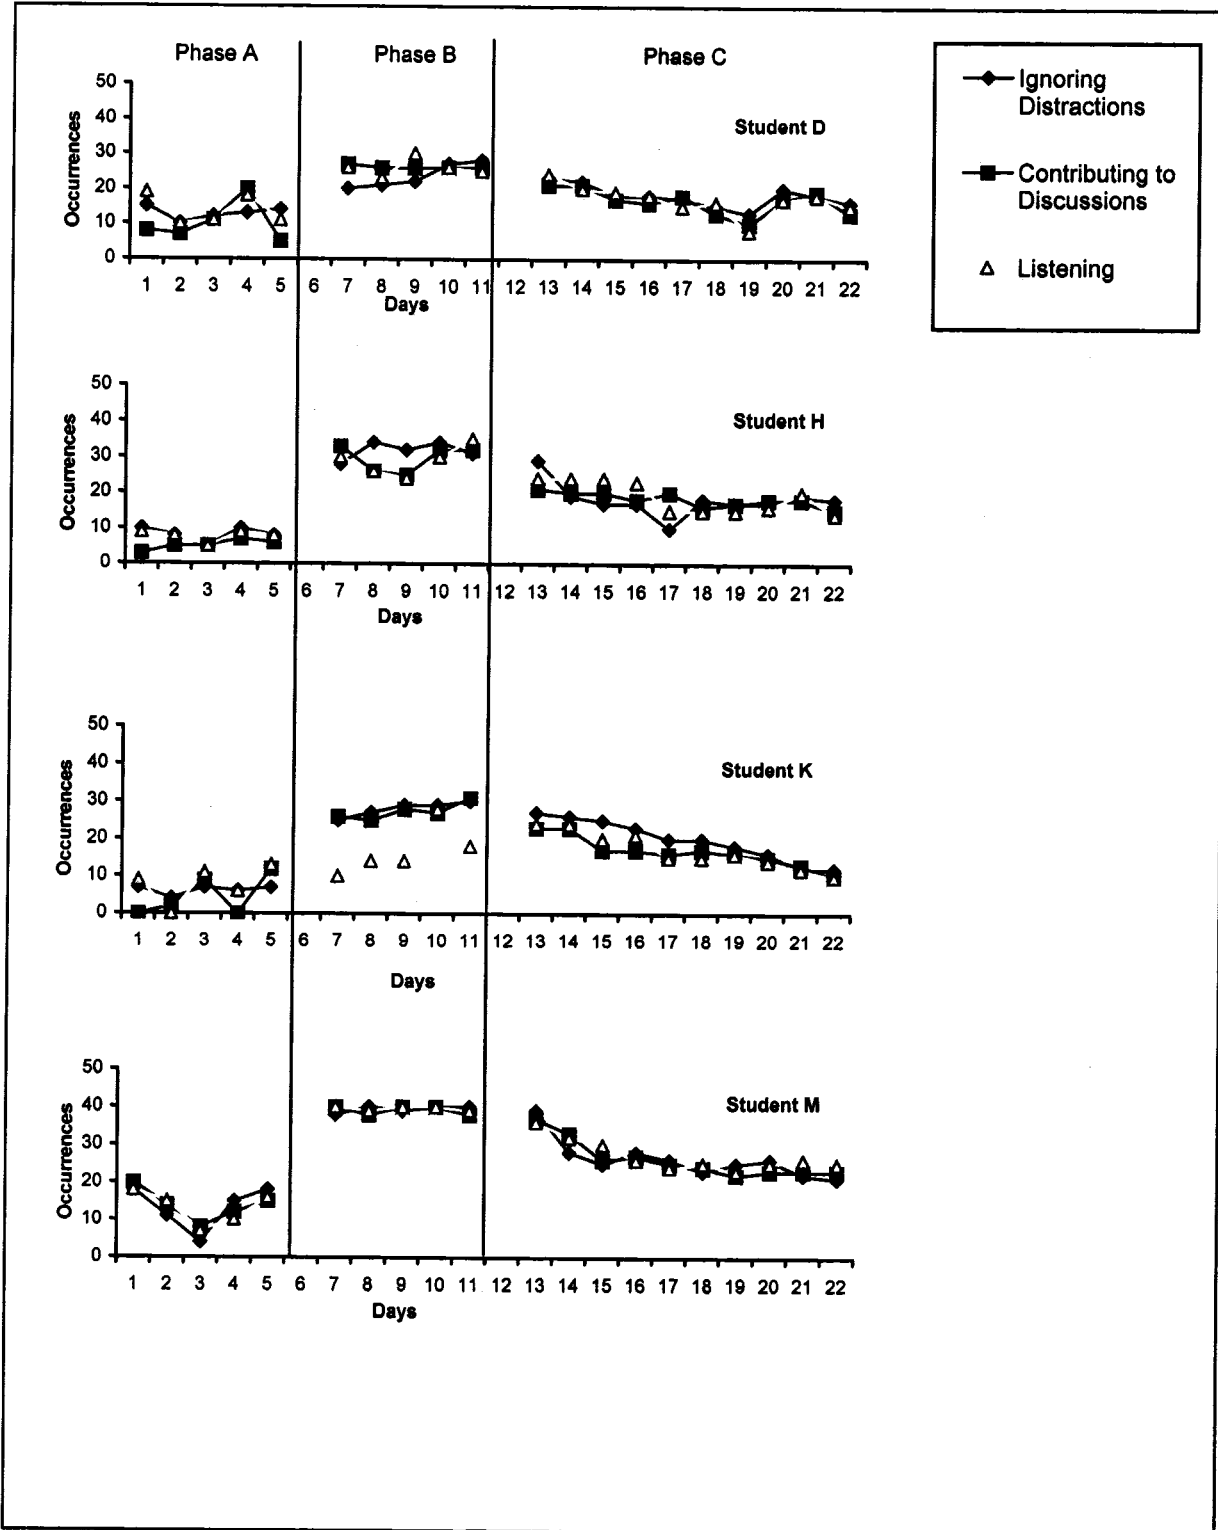 Phase A Phase B Phase C
Ignoring
Distractions
Contributing to
Discussions
Listening
Student D
Occurrences
50
40
30
20
10
0
1 2 3 4 5 6 7 8 9 10 11 12 13 14 15 16 17 18 19 20 21 22
Days
Student H
Occurrences
50
40
30
20
10
0
1 2 3 4 5 6 7 8 9 10 11 12 13 14 15 16 17 18 19 20 21 22
Days
Student K
Occurrences
50
40
30
20
10
0
1 2 3 4 5 6 7 8 9 10 11 12 13 14 15 16 17 18 19 20 21 22
Days
Student M
Occurrences
50
40
30
20
10
0
1 2 3 4 5 6 7 8 9 10 11 12 13 14 15 16 17 18 19 20 21 22
Days